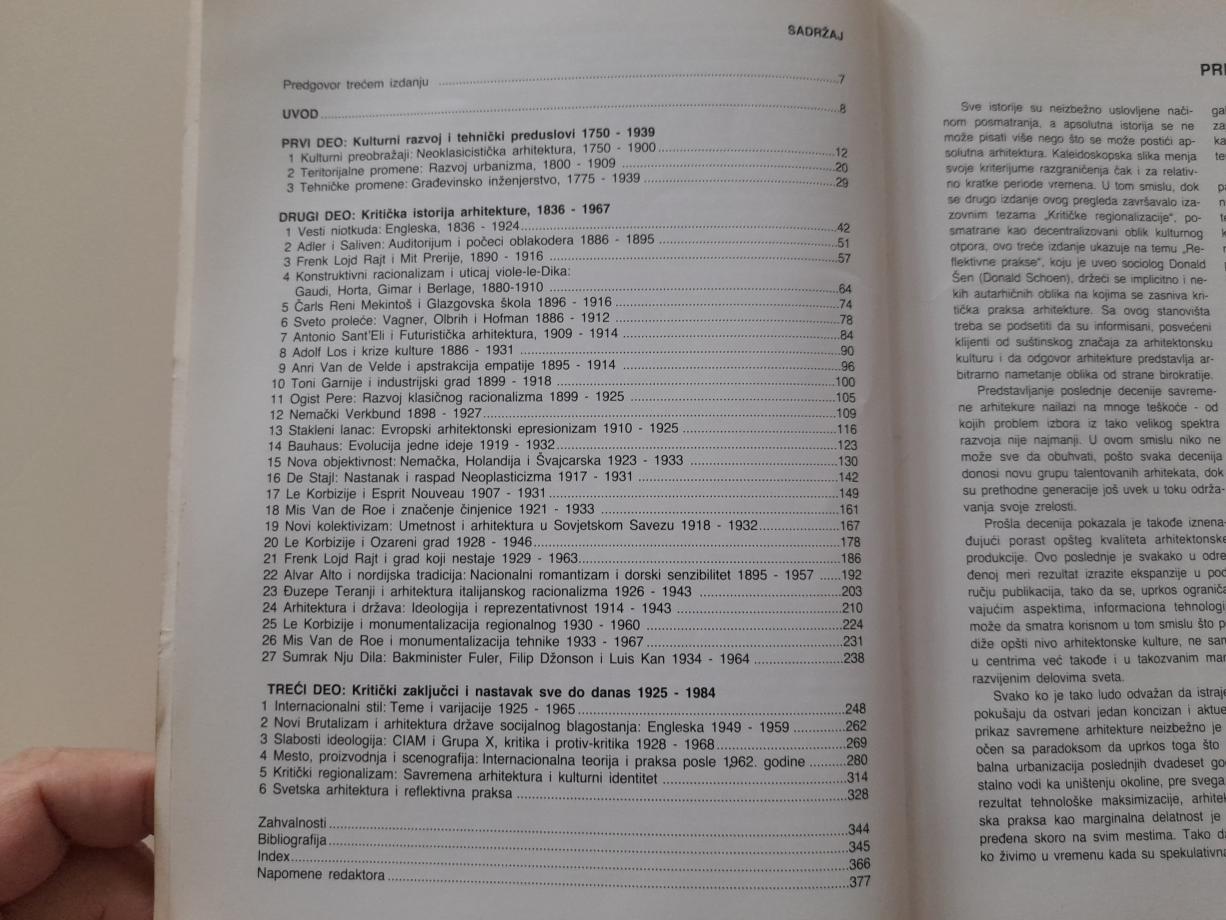 SADRŽAJ
Predgovor trećem izdanju ........ 7
UVOD ........ 8
PRVI DEO: Kulturni razvoj i tehnički preduslovi 1750 - 1939
1 Kulturni preobražaji: Neoklasicistička arhitektura, 1750 - 1900 ........ 12
2 Teritorijalne promene: Razvoj urbanizma, 1800 - 1909 ........ 20
3 Tehničke promene: Građevinsko inženjerstvo, 1775 - 1939 ........ 29
DRUGI DEO: Kritička istorija arhitekture, 1836 - 1967
1 Vesti niotkuda: Engleska, 1836 - 1924 ........ 42
2 Adler i Saliven: Auditorijum i počeci oblakodera 1886 - 1895 ........ 51
3 Frenk Lojd Rajt i Mit Prerije, 1890 - 1916 ........ 57
4 Konstruktivni racionalizam i uticaj viole-le-Dika:
Gaudi, Horta, Gimar i Berlage, 1880-1910 ........ 64
5 Čarls Reni Mekintoš i Glazgovska škola 1896 - 1916 ........ 74
6 Sveto proleće: Vagner, Olbrih i Hofman 1886 - 1912 ........ 78
7 Antonio Sant'Eli i Futuristička arhitektura, 1909 - 1914 ........ 84
8 Adolf Los i krize kulture 1886 - 1931 ........ 90
9 Anri Van de Velde i apstrakcija empatije 1895 - 1914 ........ 96
10 Toni Garnije i industrijski grad 1899 - 1918 ........ 100
11 Ogist Pere: Razvoj klasičnog racionalizma 1899 - 1925 ........ 105
12 Nemački Verkbund 1898 - 1927 ........ 109
13 Stakleni lanac: Evropski arhitektonski epresionizam 1910 - 1925 ........ 116
14 Bauhaus: Evolucija jedne ideje 1919 - 1932 ........ 123
15 Nova objektivnost: Nemačka, Holandija i Švajcarska 1923 - 1933 ........ 130
16 De Stajl: Nastanak i raspad Neoplasticizma 1917 - 1931 ........ 142
17 Le Korbizije i Esprit Nouveau 1907 - 1931 ........ 149
18 Mis Van de Roe i značenje činjenice 1921 - 1933 ........ 161
19 Novi kolektivizam: Umetnost i arhitektura u Sovjetskom Savezu 1918 - 1932 ........ 167
20 Le Korbizije i Ozareni grad 1928 - 1946 ........ 178
21 Frenk Lojd Rajt i grad koji nestaje 1929 - 1963 ........ 186
22 Alvar Alto i nordijska tradicija: Nacionalni romantizam i dorski senzibilitet 1895 - 1957 ...... 192
23 Đuzepe Teranji i arhitektura italijanskog racionalizma 1926 - 1943 ........ 203
24 Arhitektura i država: Ideologija i reprezentativnost 1914 - 1943 ........ 210
25 Le Korbizije i monumentalizacija regionalnog 1930 - 1960 ........ 224
26 Mis Van de Roe i monumentalizacija tehnike 1933 - 1967 ........ 231
27 Sumrak Nju Dila: Bakminister Fuler, Filip Džonson i Luis Kan 1934 - 1964 ........ 238
TREĆI DEO: Kritički zaključci i nastavak sve do danas 1925 - 1984
1 Internacionalni stil: Teme i varijacije 1925 - 1965 ........ 248
2 Novi Brutalizam i arhitektura države socijalnog blagostanja: Engleska 1949 - 1959 ........ 262
3 Slabosti ideologija: CIAM i Grupa X, kritika i protiv-kritika 1928 - 1968 ........ 269
4 Mesto, proizvodnja i scenografija: Internacionalna teorija i praksa posle 1962. godine ........ 280
5 Kritički regionalizam: Savremena arhitektura i kulturni identitet ........ 314
6 Svetska arhitektura i reflektivna praksa ........ 328
Zahvalnosti ........ 344
Bibliografija ........ 345
Index ........ 366
Napomene redaktora ........ 377
Sve istorije su neizbežno uslovljene nači-
nom posmatranja, a apsolutna istorija se ne
može pisati više nego što se može postići ap-
solutna arhitektura. Kaleidoskopska slika menja
svoje kriterijume razgraničenja čak i za relativ-
no kratke periode vremena. U tom smislu, dok
se drugo izdanje ovog pregleda završavalo iza-
zovnim tezama „Kritičke regionalizacije", po-
smatrane kao decentralizovani oblik kulturnog
otpora, ovo treće izdanje ukazuje na temu „Re-
flektivne prakse", koju je uveo sociolog Donald
Šen (Donald Schoen), držeći se implicitno i ne-
kih autarhičnih oblika na kojima se zasniva kri-
tička praksa arhitekture. Sa ovog stanovišta
treba se podsetiti da su informisani, posvećeni
klijenti od suštinskog značaja za arhitektonsku
kulturu i da odgovor arhitekture predstavlja ar-
bitrarno nametanje oblika od strane birokratije.
Predstavljanje poslednje decenije savreme-
ne arhitekure nailazi na mnoge teškoće - od
kojih problem izbora iz tako velikog spektra
razvoja nije najmanji. U ovom smislu niko ne
može sve da obuhvati, pošto svaka decenija
donosi novu grupu talentovanih arhitekata, dok
su prethodne generacije još uvek u toku održa-
vanja svoje zrelosti.
Prošla decenija pokazala je takođe iznena-
đujući porast opšteg kvaliteta arhitektonske
produkcije. Ovo poslednje je svakako u odre
đenoj meri rezultat izrazite ekspanzije u pod
ručju publikacija, tako da se, uprkos ograniča
vajućim aspektima, informaciona tehnologi
može da smatra korisnom u tom smislu što p
diže opšti nivo arhitektonske kulture, ne sam
u centrima već takođe i u takozvanim man
razvijenim delovima sveta.
Svako ko je tako ludo odvažan da istraje
pokušaju da ostvari jedan koncizan i aktue
prikaz savremene arhitekture neizbežno je
očen sa paradoksom da uprkos toga što
balna urbanizacija poslednjih dvadeset go
stalno vodi ka uništenju okoline, pre svega
rezultat tehnološke maksimizacije, arhitek
ska praksa kao marginalna delatnost je
pređena skoro na svim mestima. Tako da
ko živimo u vremenu kada su spekulativna